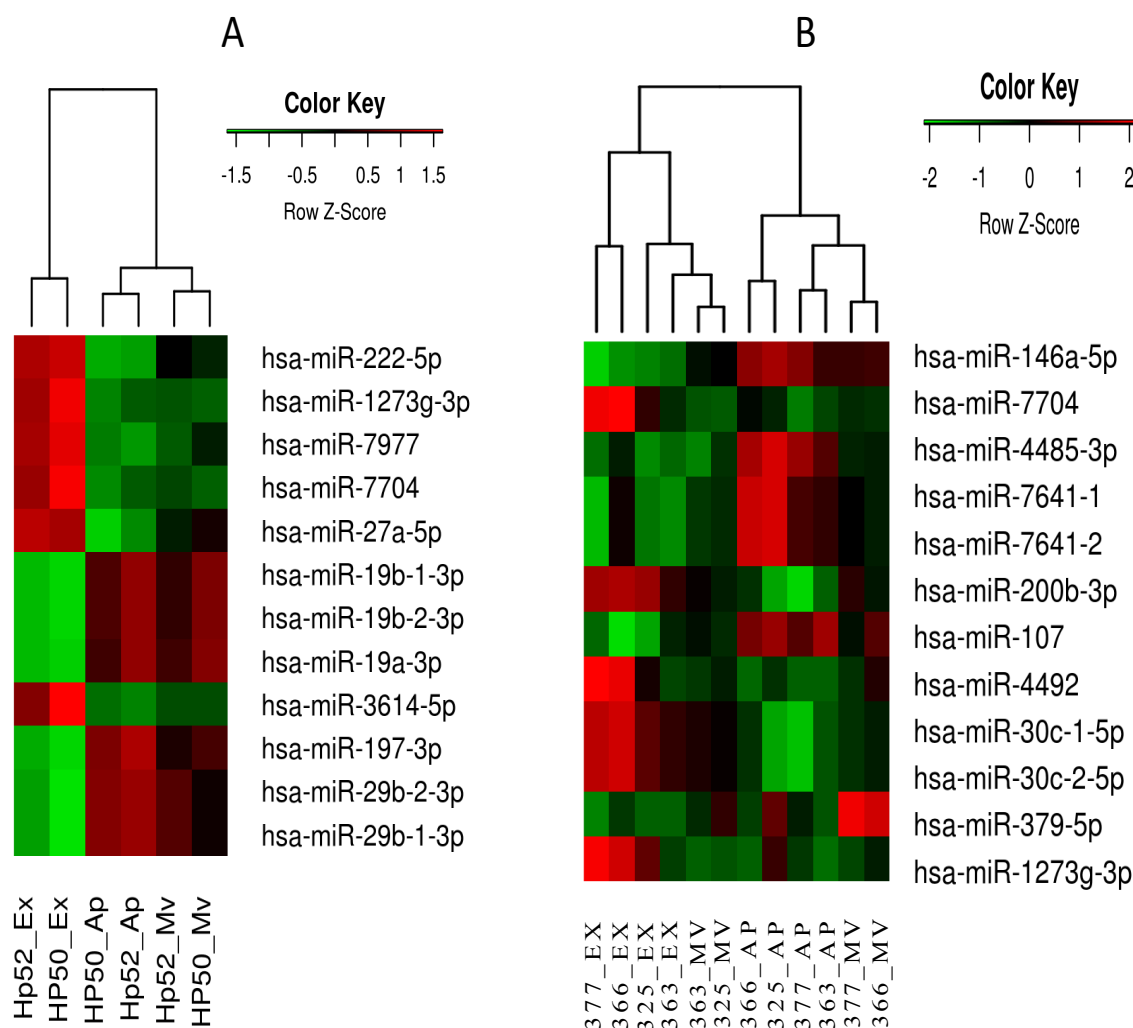 A
Color Key
-1.5 -0.5 0.5 1 1.5
Row Z-Score
hsa-miR-222-5p
hsa-miR-1273g-3p
hsa-miR-7977
hsa-miR-7704
hsa-miR-27a-5p
hsa-miR-19b-1-3p
hsa-miR-19b-2-3p
hsa-miR-19a-3p
hsa-miR-3614-5p
hsa-miR-197-3p
hsa-miR-29b-2-3p
hsa-miR-29b-1-3p
Hp52_Ex
HP50_Ex
HP50_Ap
Hp52_Ap
Hp52_Mv
HP50_Mv
B
Color Key
-2 -1 0 1 2
Row Z-Score
hsa-miR-146a-5p
hsa-miR-7704
hsa-miR-4485-3p
hsa-miR-7641-1
hsa-miR-7641-2
hsa-miR-200b-3p
hsa-miR-107
hsa-miR-4492
hsa-miR-30c-1-5p
hsa-miR-30c-2-5p
hsa-miR-379-5p
hsa-miR-1273g-3p
377_EX
366_EX
325_EX
363_EX
363_MV
325_MV
366_AP
325_AP
377_AP
363_AP
377_MV
366_MV